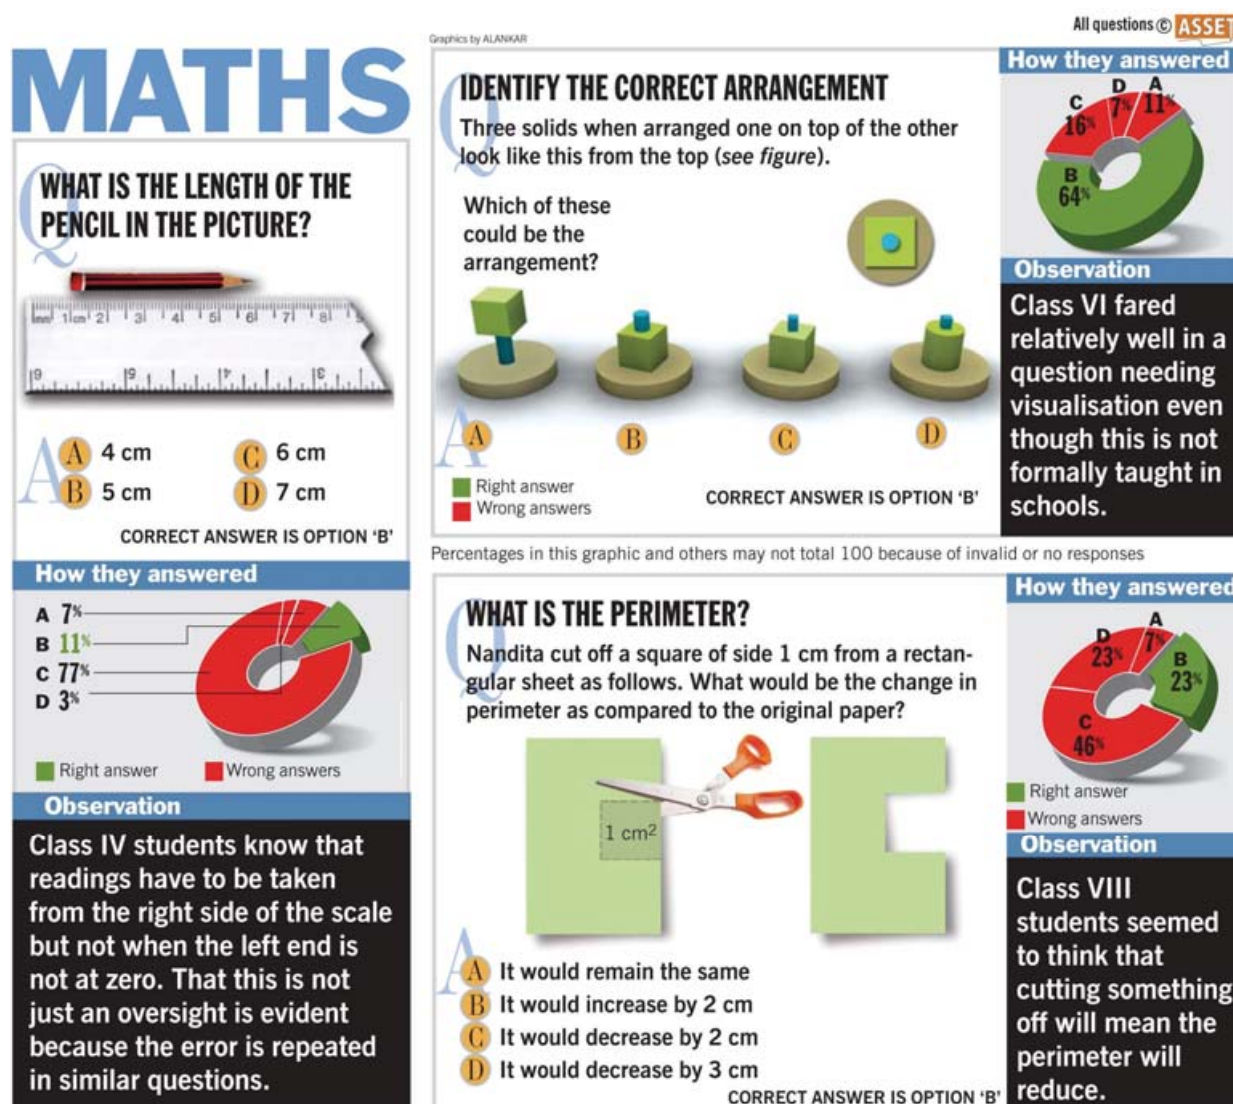 All questions © ASSET
Graphics by ALANKAR
MATHS
Q
WHAT IS THE LENGTH OF THE
PENCIL IN THE PICTURE?
mm 1cm 2 3 4 5 6 7 8 9
A
A 4 cm
B 5 cm
C 6 cm
D 7 cm
CORRECT ANSWER IS OPTION ‘B’
How they answered
A 7%
B 11%
C 77%
D 3%
Right answer
Wrong answers
Observation
Class IV students know that
readings have to be taken
from the right side of the scale
but not when the left end is
not at zero. That this is not
just an oversight is evident
because the error is repeated
in similar questions.
Q
IDENTIFY THE CORRECT ARRANGEMENT
Three solids when arranged one on top of the other
look like this from the top (see figure).
Which of these
could be the
arrangement?
A
A
B
C
D
Right answer
Wrong answers
CORRECT ANSWER IS OPTION ‘B’
How they answered
A 11%
B 64%
C 16%
D 7%
Observation
Class VI fared
relatively well in a
question needing
visualisation even
though this is not
formally taught in
schools.
Percentages in this graphic and others may not total 100 because of invalid or no responses
Q
WHAT IS THE PERIMETER?
Nandita cut off a square of side 1 cm from a rectan-
gular sheet as follows. What would be the change in
perimeter as compared to the original paper?
1 cm²
A
A It would remain the same
B It would increase by 2 cm
C It would decrease by 2 cm
D It would decrease by 3 cm
CORRECT ANSWER IS OPTION ‘B’
How they answered
A 7%
B 23%
C 46%
D 23%
Right answer
Wrong answers
Observation
Class VIII
students seemed
to think that
cutting something
off will mean the
perimeter will
reduce.